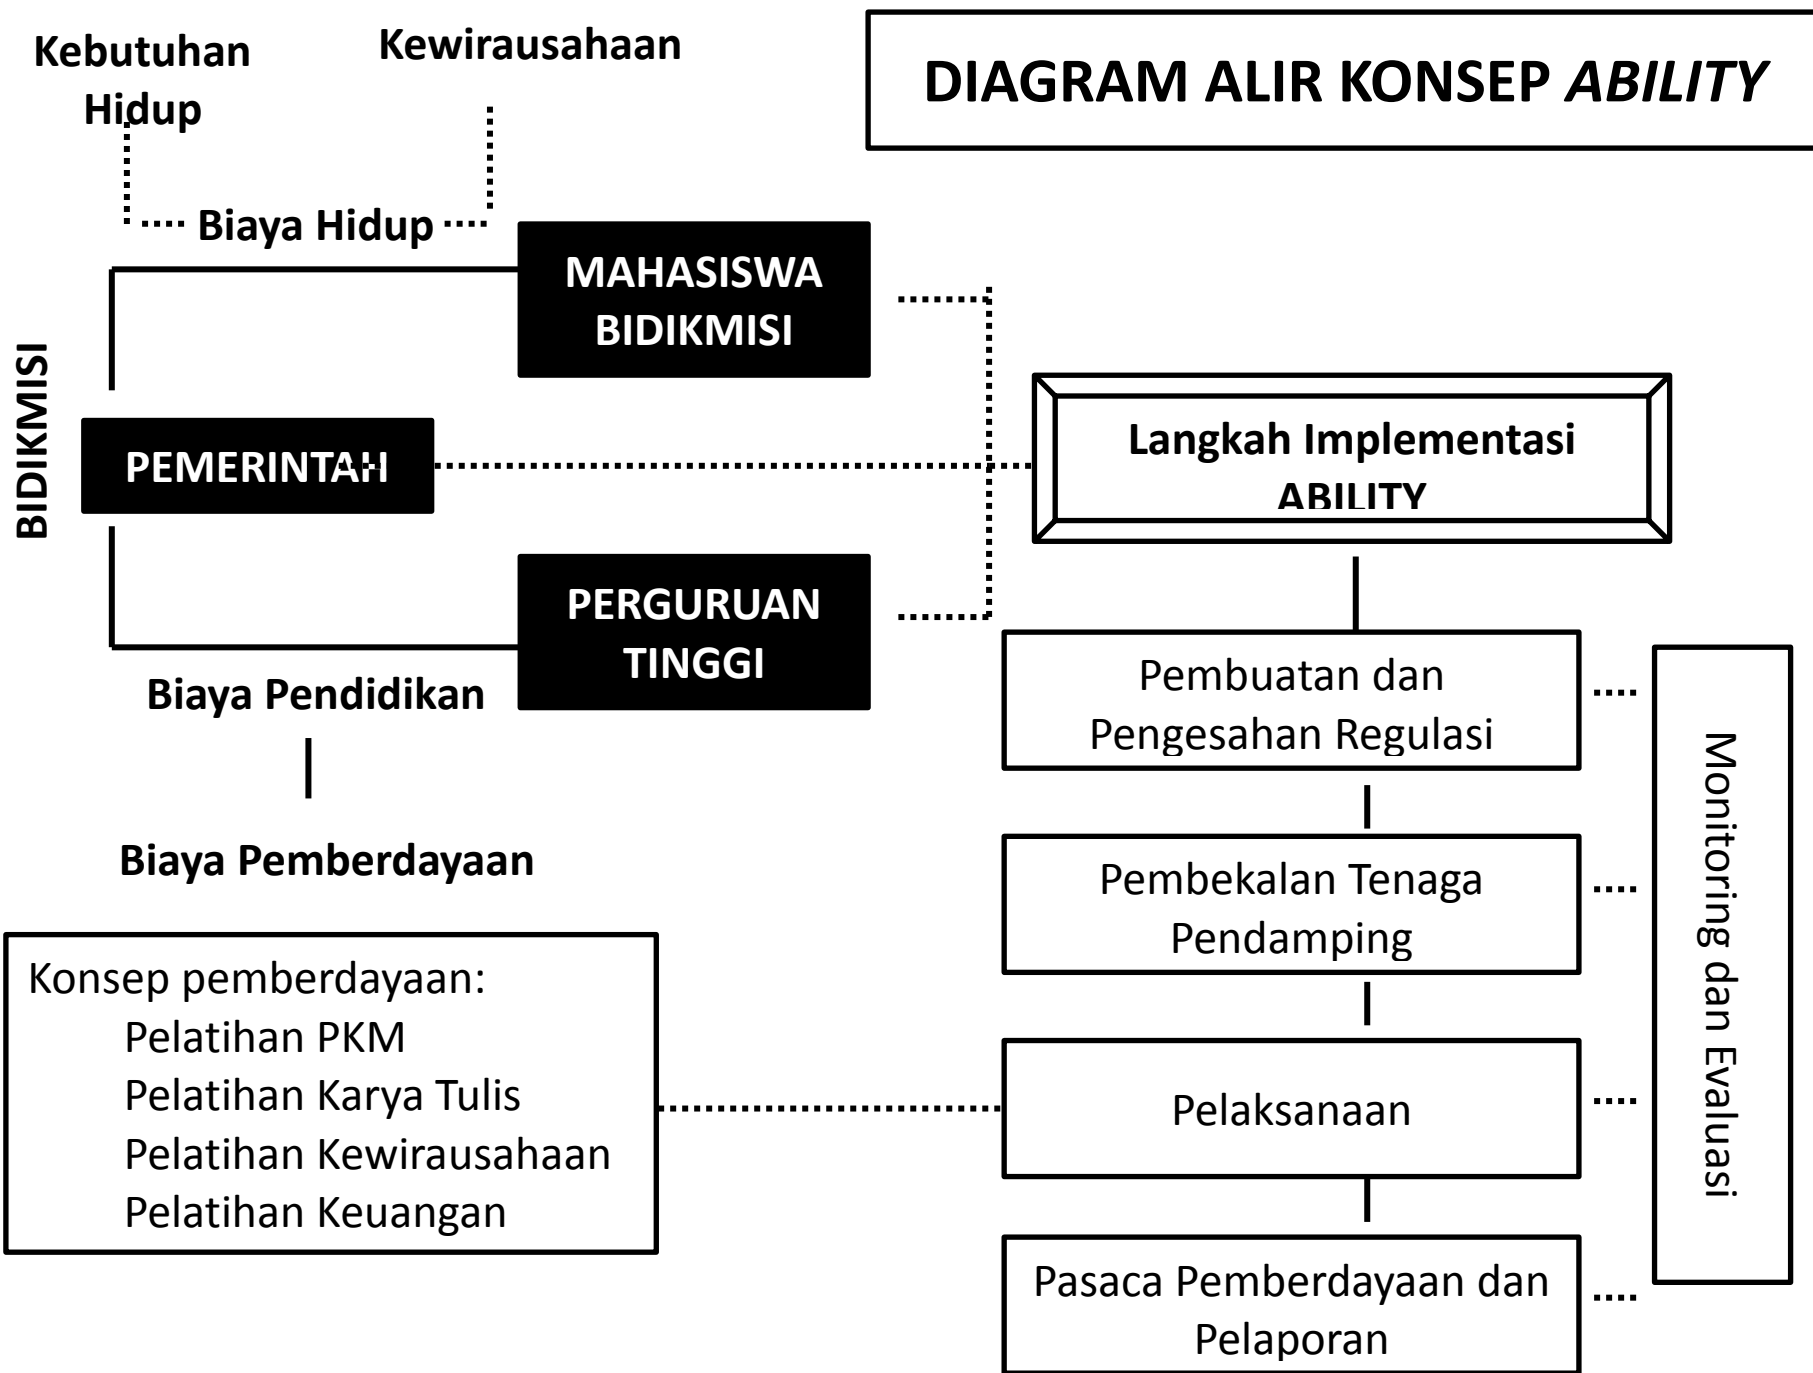 DIAGRAM ALIR KONSEP ABILITY
Kebutuhan
Hidup
Kewirausahaan
Biaya Hidup
MAHASISWA
BIDIKMISI
BIDIKMISI
PEMERINTAH
PERGURUAN
TINGGI
Biaya Pendidikan
Biaya Pemberdayaan
Konsep pemberdayaan:
Pelatihan PKM
Pelatihan Karya Tulis
Pelatihan Kewirausahaan
Pelatihan Keuangan
Langkah Implementasi
ABILITY
Pembuatan dan
Pengesahan Regulasi
Pembekalan Tenaga
Pendamping
Pelaksanaan
Pasaca Pemberdayaan dan
Pelaporan
Monitoring dan Evaluasi